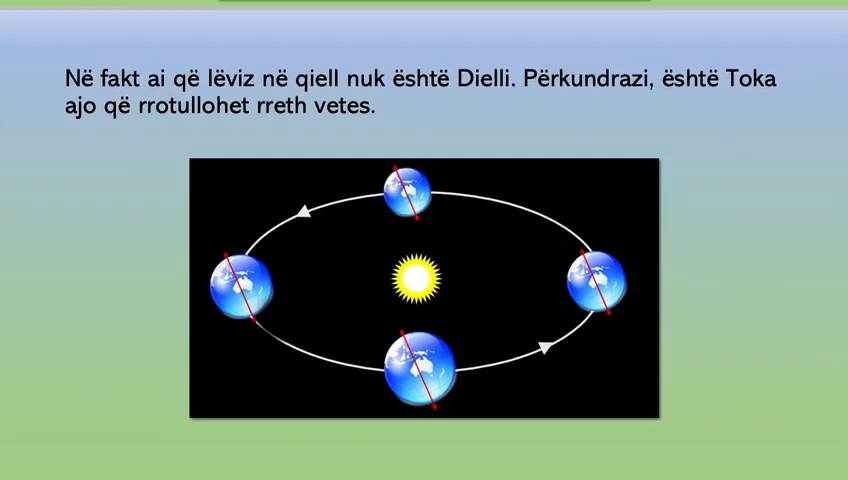 Në fakt ai që lëviz në qiell nuk është Dielli. Përkundrazi, është Toka
ajo që rrotullohet rreth vetes.